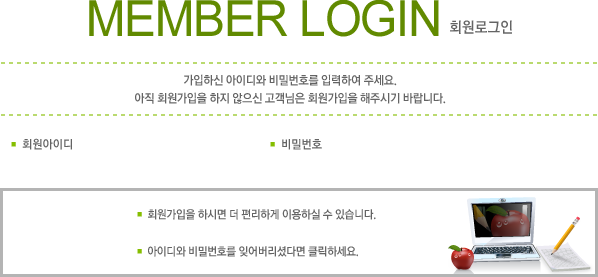 MEMBER LOGIN 회원로그인
가입하신 아이디와 비밀번호를 입력하여 주세요.
아직 회원가입을 하지 않으신 고객님은 회원가입을 해주시기 바랍니다.
회원아이디 비밀번호
회원가입을 하시면 더 편리하게 이용하실 수 있습니다.
아이디와 비밀번호를 잊어버리셨다면 클릭하세요.